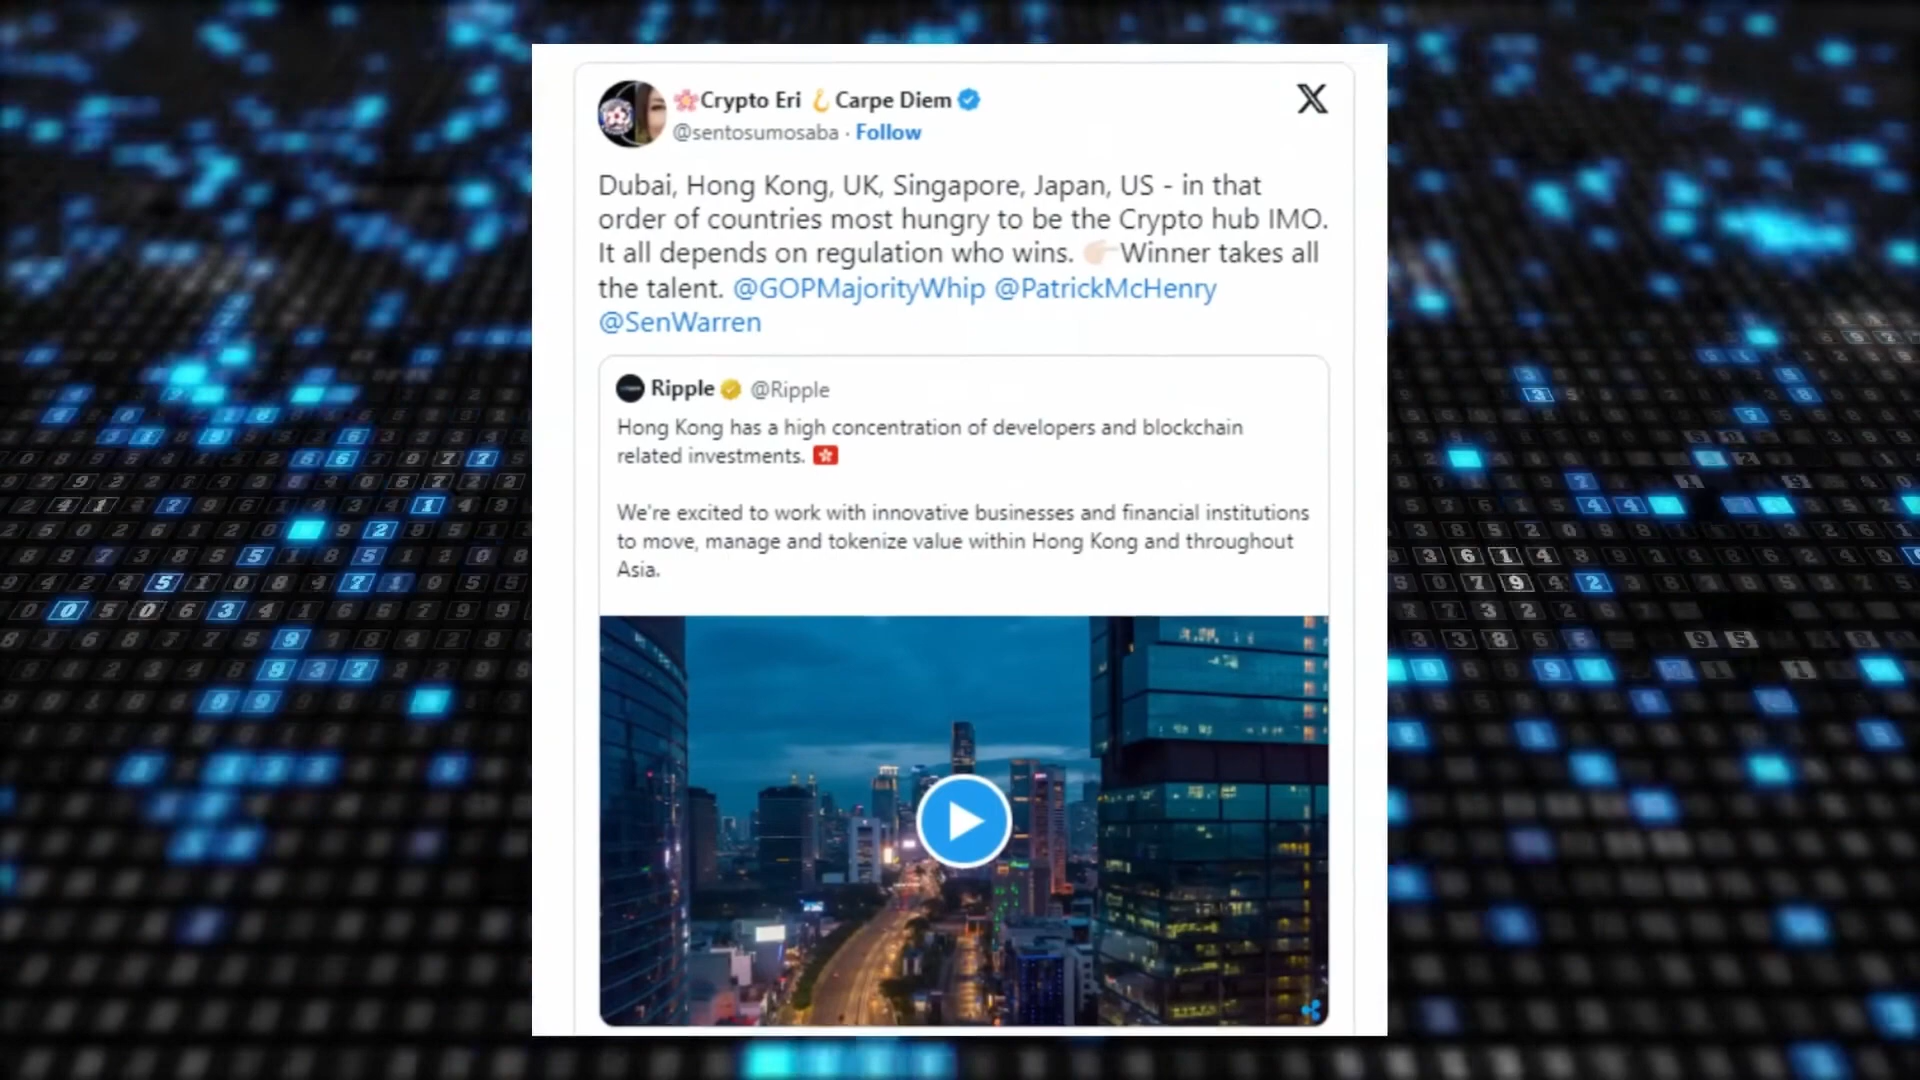 🌸Crypto Eri 🪝Carpe Diem
@sentosumosaba · Follow
Dubai, Hong Kong, UK, Singapore, Japan, US - in that
order of countries most hungry to be the Crypto hub IMO.
It all depends on regulation who wins. 👉🏻Winner takes all
the talent. @GOPMajorityWhip @PatrickMcHenry
@SenWarren
Ripple @Ripple
Hong Kong has a high concentration of developers and blockchain
related investments. 🇭🇰
We're excited to work with innovative businesses and financial institutions
to move, manage and tokenize value within Hong Kong and throughout
Asia.